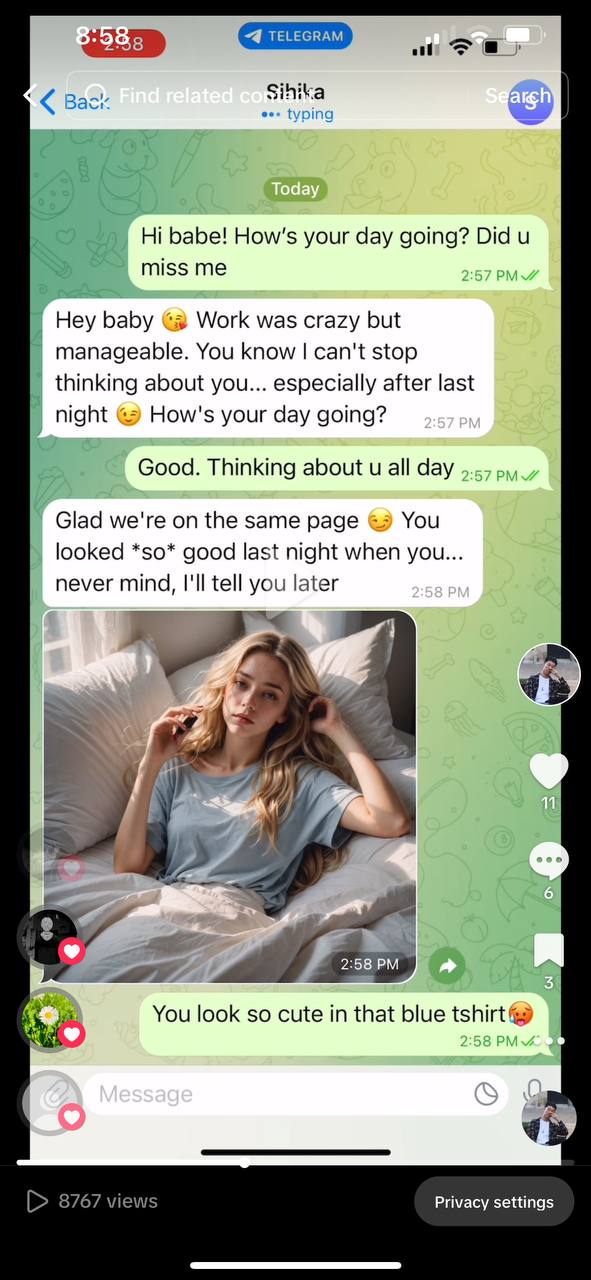 8:58
2:58
TELEGRAM
Back
Find related content
Sihika
Search
S
typing
Today
Hi babe! How’s your day going? Did u
miss me
2:57 PM
Hey baby 😘 Work was crazy but
manageable. You know I can't stop
thinking about you... especially after last
night 😉 How's your day going?
2:57 PM
Good. Thinking about u all day
2:57 PM
Glad we're on the same page 😏 You
looked *so* good last night when you...
never mind, I'll tell you later
2:58 PM
11
6
2:58 PM
3
You look so cute in that blue tshirt🥵
2:58 PM
Message
8767 views
Privacy settings